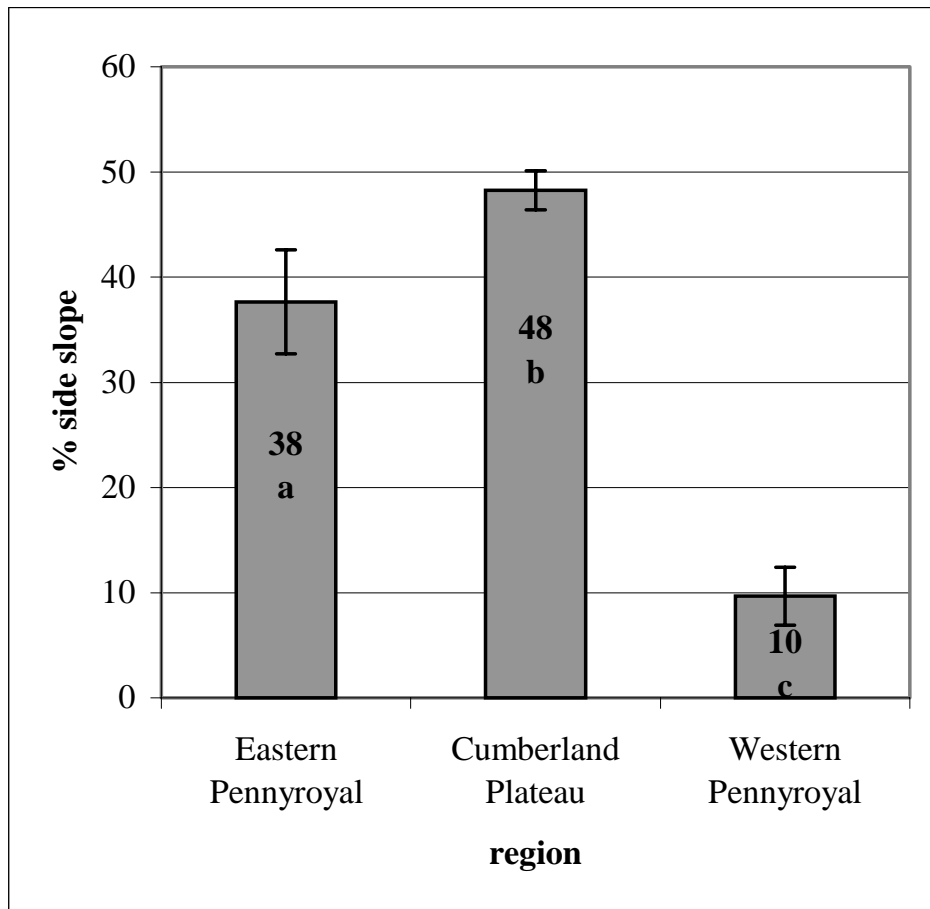 % side slope
60
50
40
30
20
10
0
38
a
48
b
10
c
Eastern
Pennyroyal
Cumberland
Plateau
Western
Pennyroyal
region